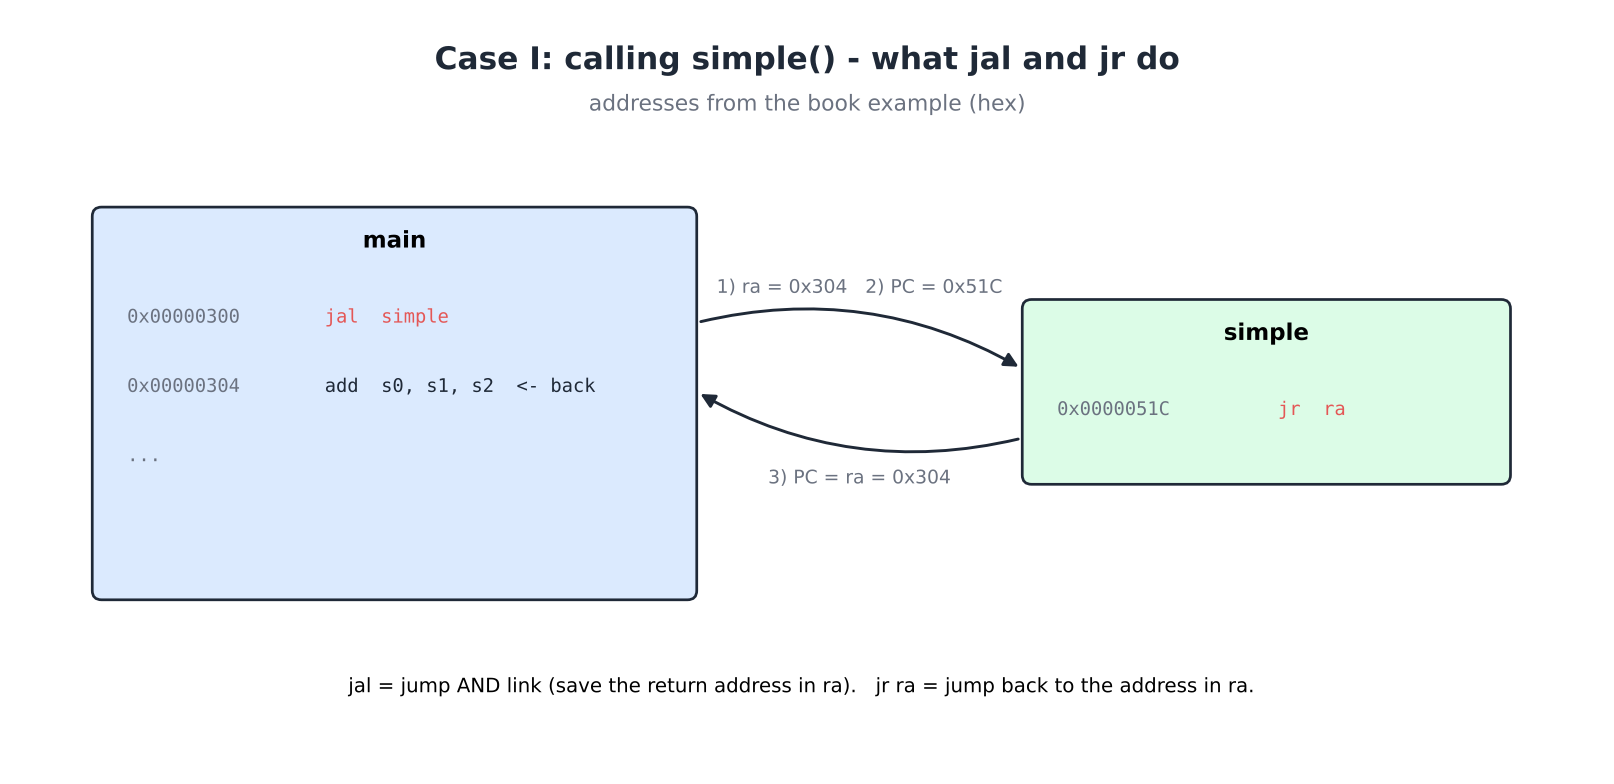 Case I: calling simple() - what jal and jr do
addresses from the book example (hex)
main
0x00000300 jal simple
0x00000304 add s0, s1, s2 <- back
...
1) ra = 0x304 2) PC = 0x51C
3) PC = ra = 0x304
simple
0x0000051C jr ra
jal = jump AND link (save the return address in ra). jr ra = jump back to the address in ra.